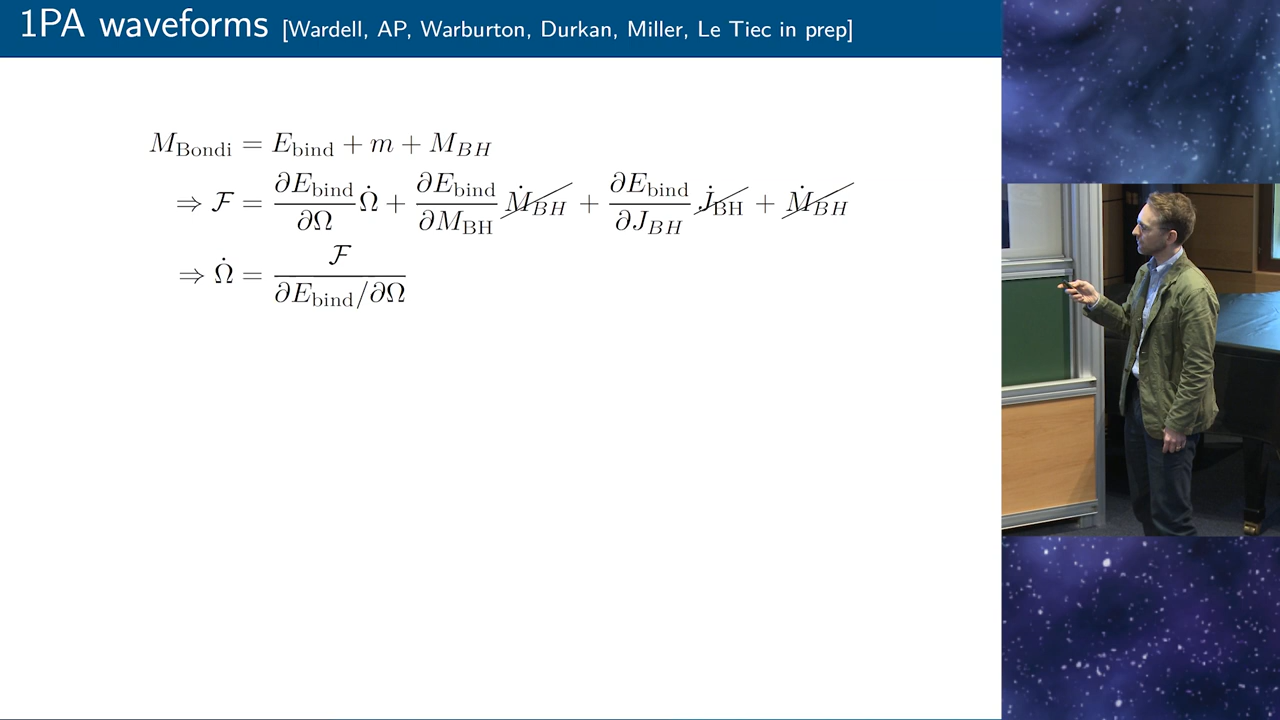 1PA waveforms [Wardell, AP, Warburton, Durkan, Miller, Le Tiec in prep]
M_Bondi = E_bind + m + M_BH
⇒ ℱ = ∂E_bind/∂Ω Ω̇ + ∂E_bind/∂M_BH Ṁ_BH + ∂E_bind/∂J_BH J̇_BH + Ṁ_BH
⇒ Ω̇ = ℱ/(∂E_bind/∂Ω)